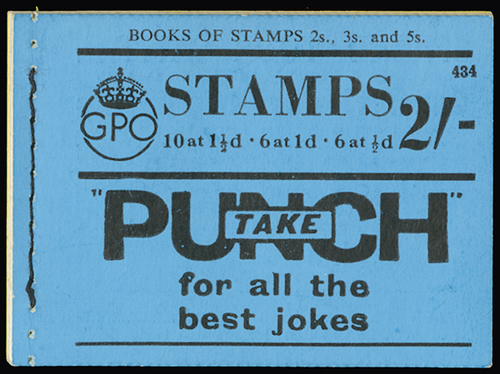 BOOKS OF STAMPS 2s., 3s. and 5s.
434
GPO
STAMPS 2/-
10 at 1½d · 6 at 1d · 6 at ½d
"PUNCH"
TAKE
for all the
best jokes